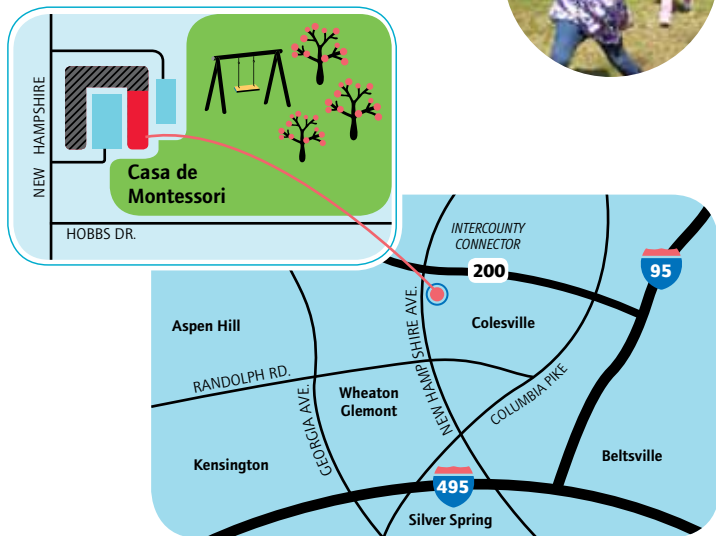 NEW HAMPSHIRE
Casa de
Montessori
HOBBS DR.
INTERCOUNTY
CONNECTOR
200
95
NEW HAMPSHIRE AVE.
Aspen Hill
Colesville
RANDOLPH RD.
Wheaton
Glemont
GEORGIA AVE.
COLUMBIA PIKE
Kensington
Beltsville
495
Silver Spring